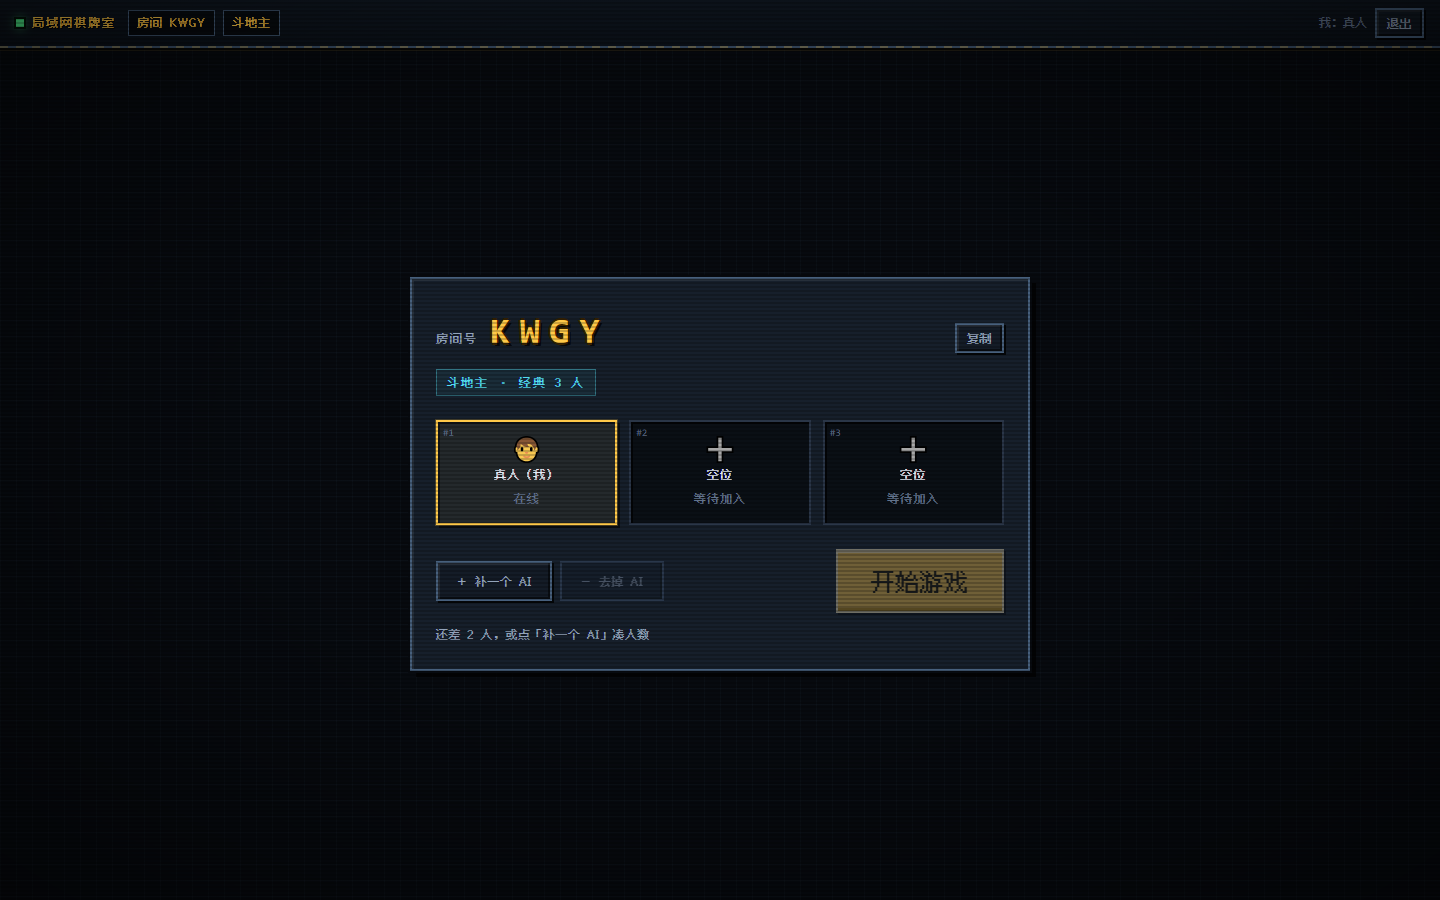 局域网棋牌室 房间 KWGY 斗地主 我: 真人 退出
房间号 KWGY 复制
斗地主 · 经典 3 人
#1 #2 #3
真人 (我) 空位 空位
在线 等待加入 等待加入
+ 补一个 AI − 去掉 AI 开始游戏
还差 2 人, 或点「补一个 AI」凑人数